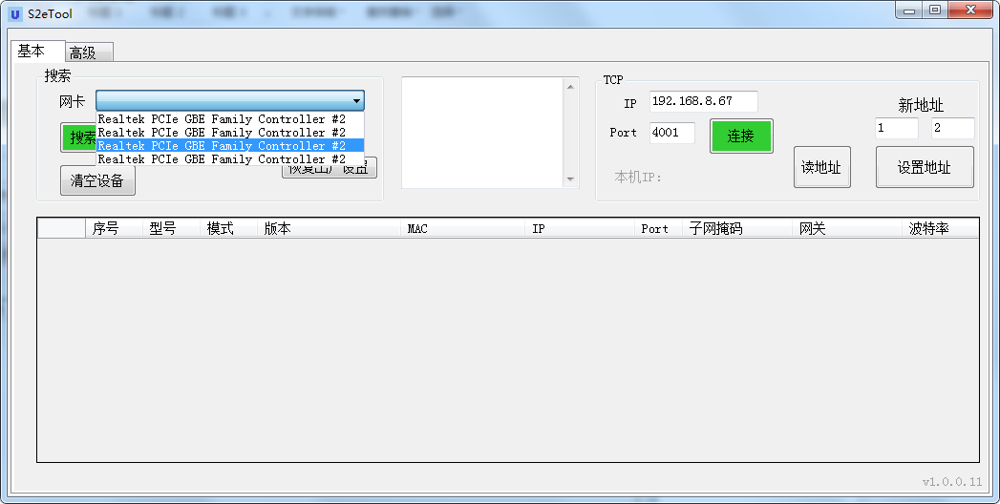 S2eTool
基本 高级
搜索
网卡
Realtek PCIe GBE Family Controller #2
Realtek PCIe GBE Family Controller #2
Realtek PCIe GBE Family Controller #2
Realtek PCIe GBE Family Controller #2
搜索
恢复出厂设置
清空设备
TCP
IP 192.168.8.67
Port 4001
连接
本机IP:
读地址
新地址
1 2
设置地址
序号 型号 模式 版本 MAC IP Port 子网掩码 网关 波特率
v1.0.0.11